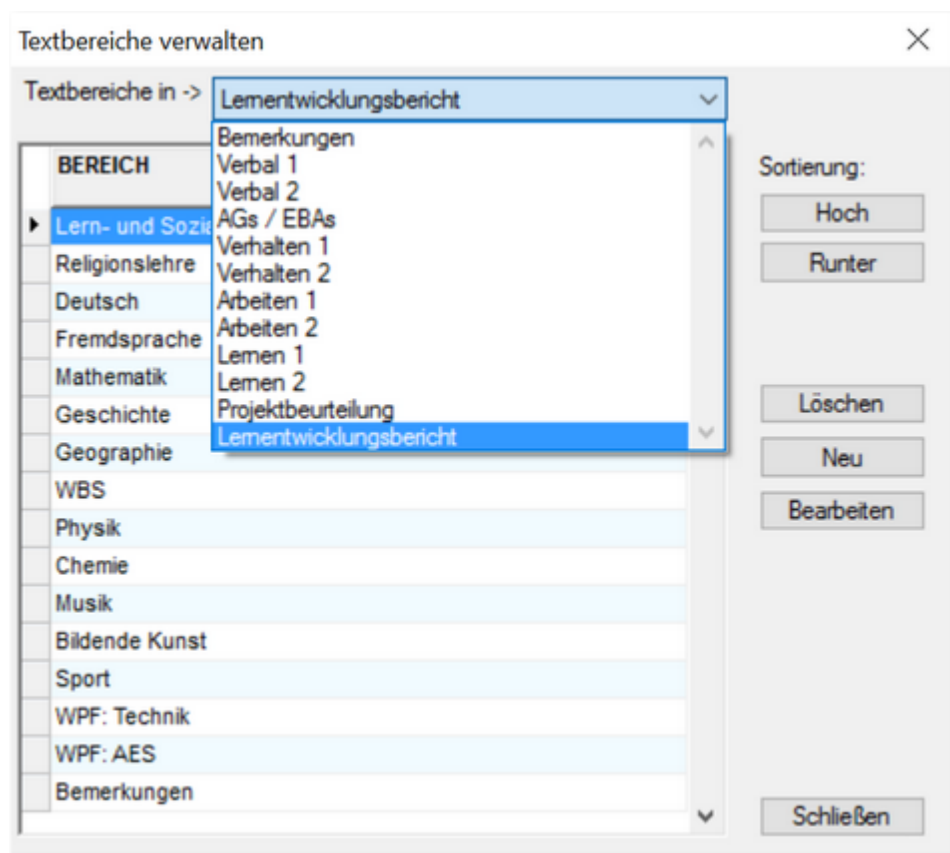 Textbereiche verwalten
Textbereiche in -> Lernentwicklungsbericht
Bemerkungen
Verbal 1
Verbal 2
AGs / EBAs
Verhalten 1
Verhalten 2
Arbeiten 1
Arbeiten 2
Lernen 1
Lernen 2
Projektbeurteilung
Lernentwicklungsbericht
BEREICH
Lern- und Sozia
Religionslehre
Deutsch
Fremdsprache
Mathematik
Geschichte
Geographie
WBS
Physik
Chemie
Musik
Bildende Kunst
Sport
WPF: Technik
WPF: AES
Bemerkungen
Sortierung:
Hoch
Runter
Löschen
Neu
Bearbeiten
Schließen